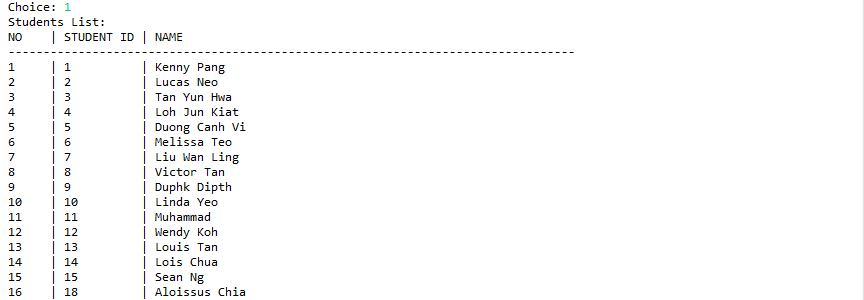 Choice: 1
Students List:
NO    | STUDENT ID | NAME
---------------------------------------------------------------------------------
1     | 1          | Kenny Pang
2     | 2          | Lucas Neo
3     | 3          | Tan Yun Hwa
4     | 4          | Loh Jun Kiat
5     | 5          | Duong Canh Vi
6     | 6          | Melissa Teo
7     | 7          | Liu Wan Ling
8     | 8          | Victor Tan
9     | 9          | Duphk Dipth
10    | 10         | Linda Yeo
11    | 11         | Muhammad
12    | 12         | Wendy Koh
13    | 13         | Louis Tan
14    | 14         | Lois Chua
15    | 15         | Sean Ng
16    | 18         | Aloissus Chia